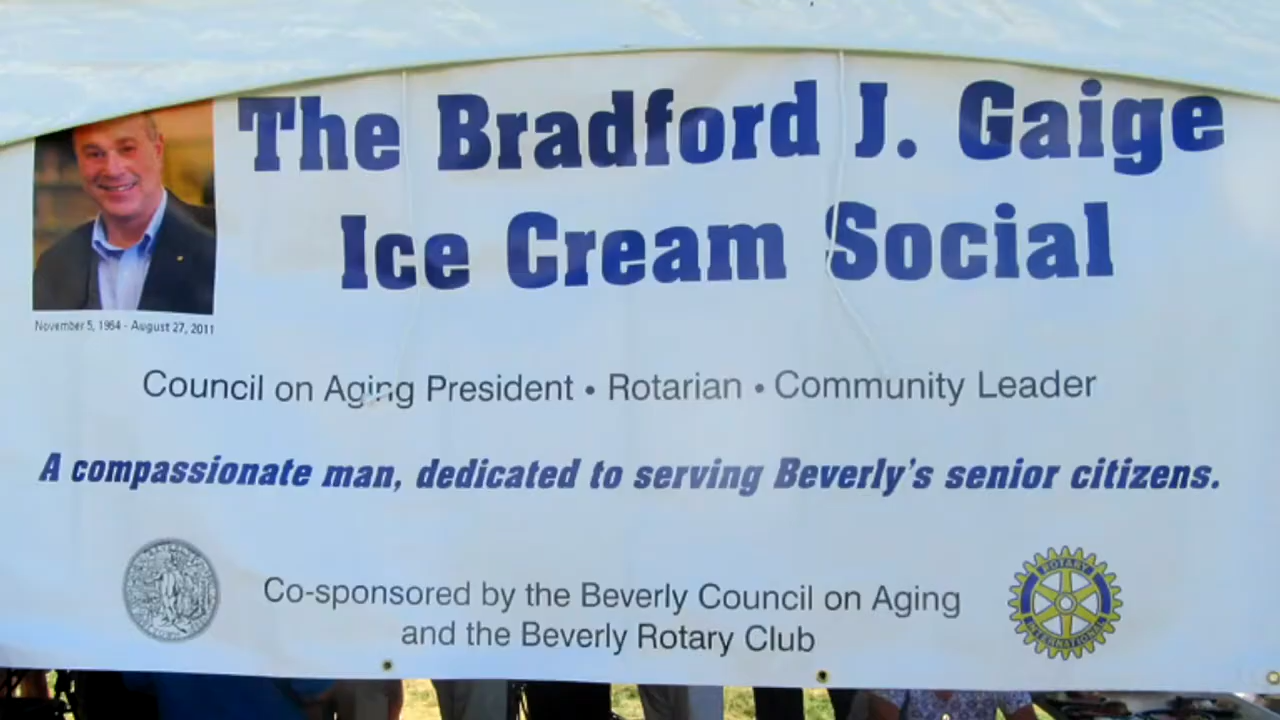 The Bradford J. Gaige
Ice Cream Social
November 5, 1964 - August 27, 2011
Council on Aging President • Rotarian • Community Leader
A compassionate man, dedicated to serving Beverly's senior citizens.
Co-sponsored by the Beverly Council on Aging
and the Beverly Rotary Club
ROTARY
INTERNATIONAL